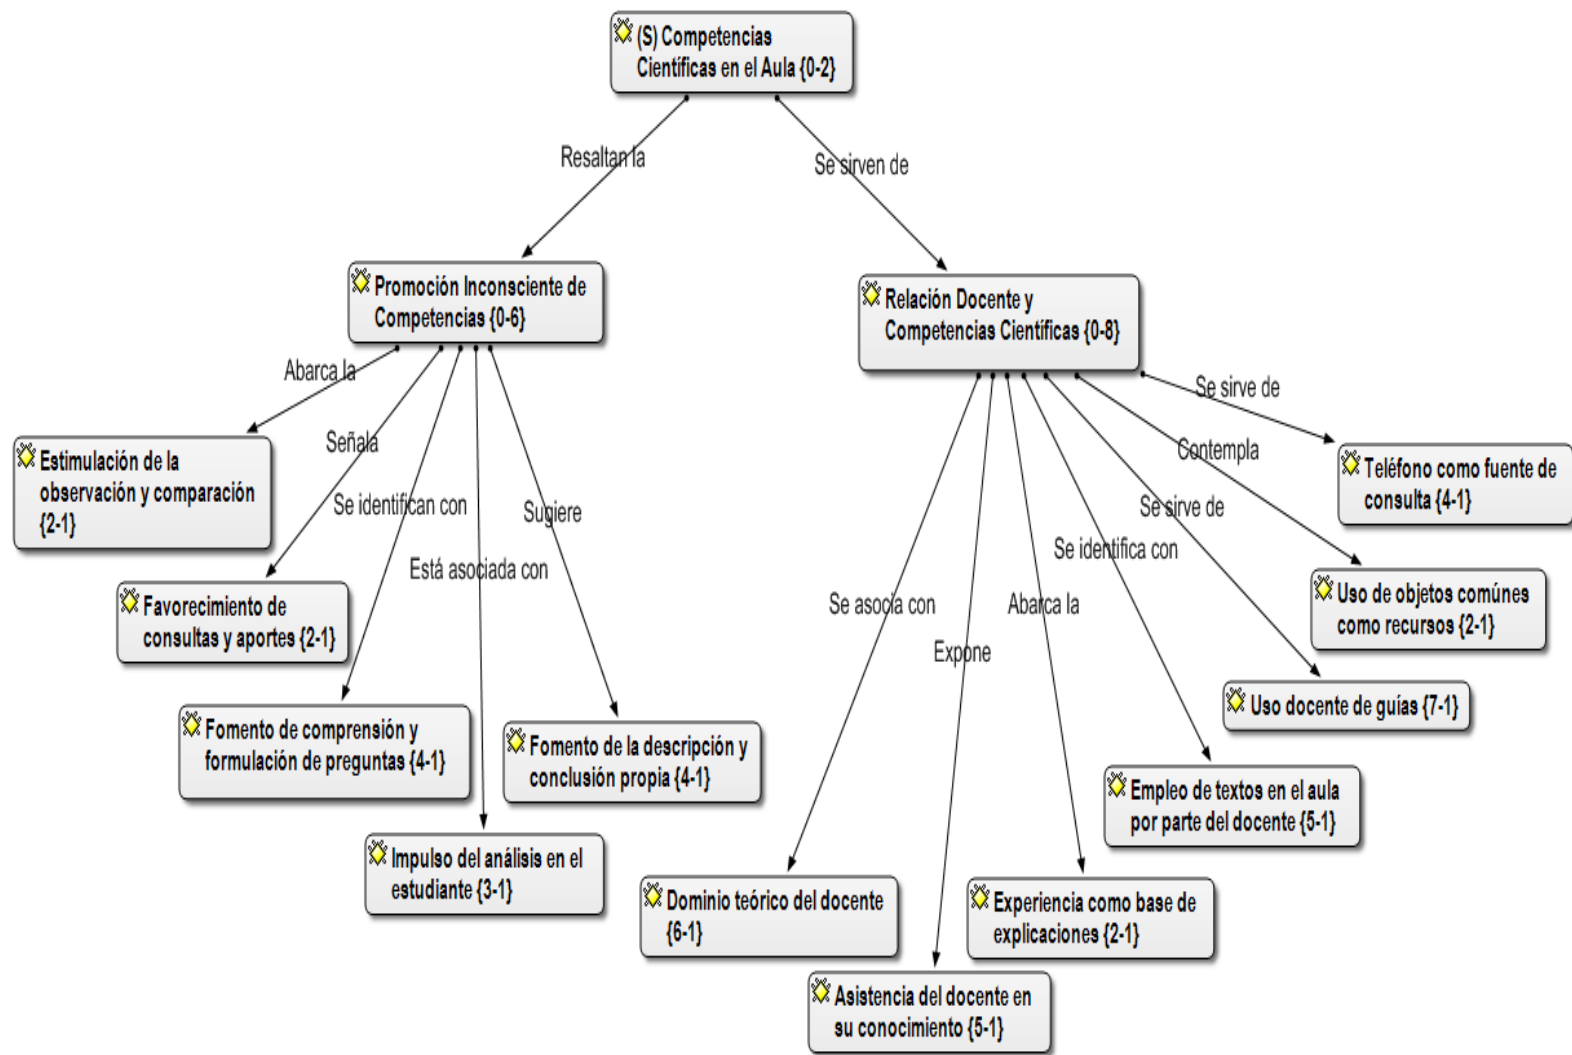 (S) Competencias
Científicas en el Aula {0-2}
Resaltan la
Se sirven de
Promoción Inconsciente de
Competencias {0-6}
Relación Docente y
Competencias Científicas {0-8}
Abarca la
Señala
Se identifican con
Está asociada con
Sugiere
Estimulación de la
observación y comparación
{2-1}
Favorecimiento de
consultas y aportes {2-1}
Fomento de comprensión y
formulación de preguntas {4-1}
Impulso del análisis en el
estudiante {3-1}
Fomento de la descripción y
conclusión propia {4-1}
Se asocia con
Expone
Abarca la
Se identifica con
Se sirve de
Contempla
Se sirve de
Dominio teórico del docente
{6-1}
Asistencia del docente en
su conocimiento {5-1}
Experiencia como base de
explicaciones {2-1}
Empleo de textos en el aula
por parte del docente {5-1}
Uso docente de guías {7-1}
Uso de objetos comúnes
como recursos {2-1}
Teléfono como fuente de
consulta {4-1}